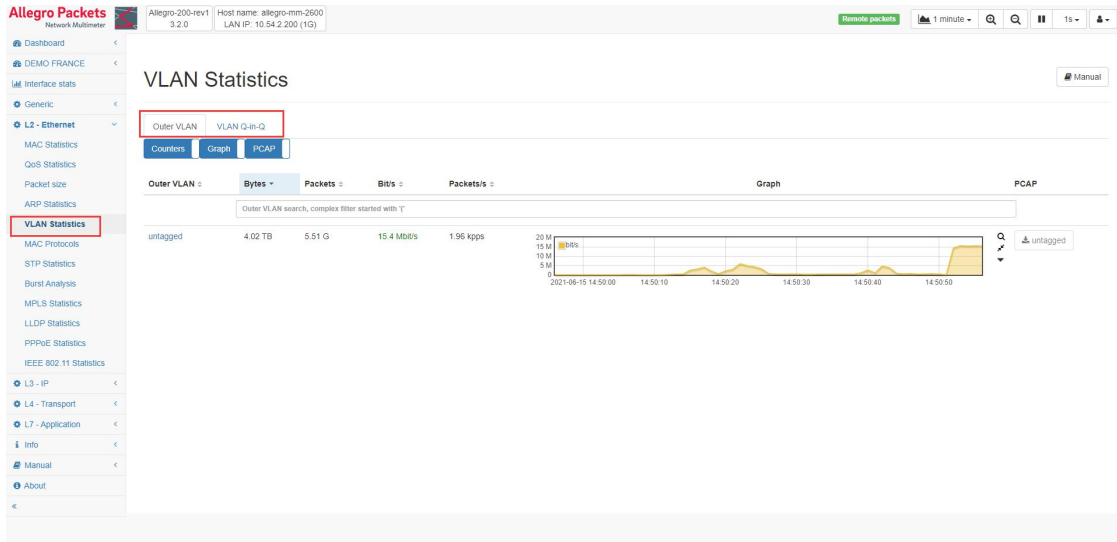 Allegro Packets
Network Multimeter
Allegro-200-rev1
3.2.0
Host name: allegro-mm-2600
LAN IP: 10.54.2.200 (1G)
Remote packets
1 minute
1s
Dashboard
DEMO FRANCE
Interface stats
Generic
L2 - Ethernet
MAC Statistics
QoS Statistics
Packet size
ARP Statistics
VLAN Statistics
MAC Protocols
STP Statistics
Burst Analysis
MPLS Statistics
LLDP Statistics
PPPoE Statistics
IEEE 802.11 Statistics
L3 - IP
L4 - Transport
L7 - Application
Info
Manual
About
«
VLAN Statistics
Manual
Outer VLAN VLAN Q-in-Q
Counters Graph PCAP
Outer VLAN Bytes Packets Bit/s Packets/s Graph PCAP
Outer VLAN search, complex filter started with '('
untagged 4.02 TB 5.51 G 15.4 Mbit/s 1.96 kpps
20 M
15 M
10 M
5 M
0
bit/s
2021-06-15 14:50:00 14:50:10 14:50:20 14:50:30 14:50:40 14:50:50
untagged